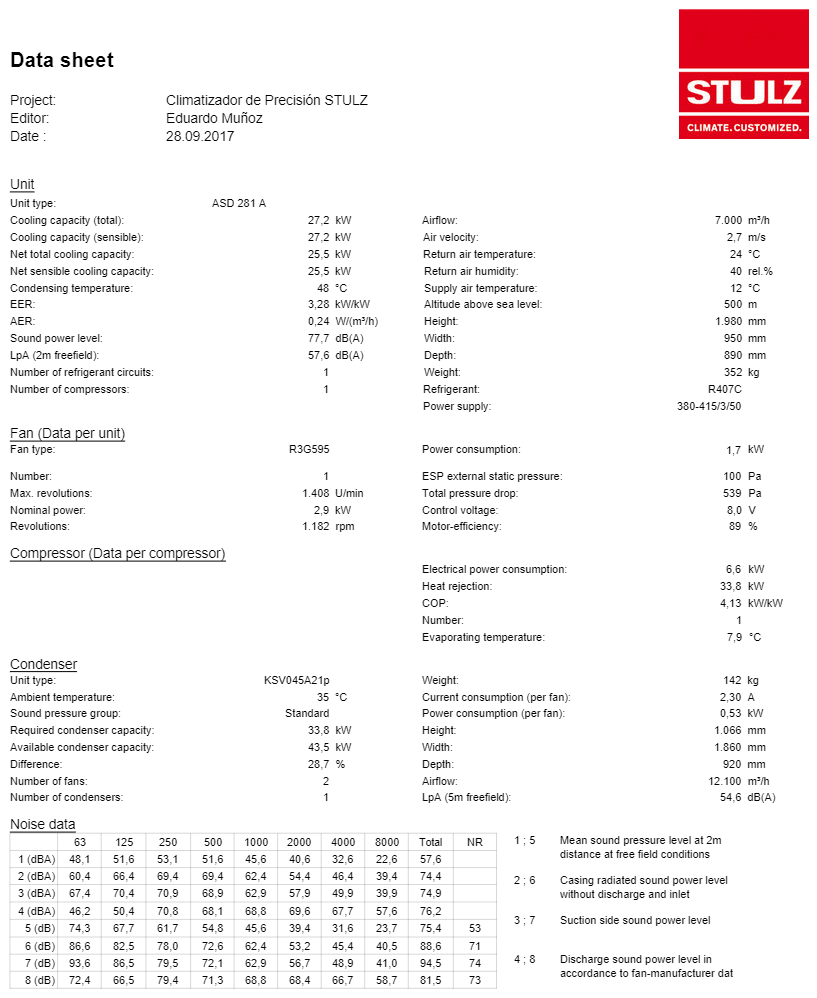 Data sheet
STULZ
CLIMATE. CUSTOMIZED.
Project: Climatizador de Precisión STULZ
Editor: Eduardo Muñoz
Date : 28.09.2017
Unit
Unit type: ASD 281 A
Cooling capacity (total): 27,2 kW Airflow: 7.000 m³/h
Cooling capacity (sensible): 27,2 kW Air velocity: 2,7 m/s
Net total cooling capacity: 25,5 kW Return air temperature: 24 °C
Net sensible cooling capacity: 25,5 kW Return air humidity: 40 rel.%
Condensing temperature: 48 °C Supply air temperature: 12 °C
EER: 3,28 kW/kW Altitude above sea level: 500 m
AER: 0,24 W/(m³/h) Height: 1.980 mm
Sound power level: 77,7 dB(A) Width: 950 mm
LpA (2m freefield): 57,6 dB(A) Depth: 890 mm
Number of refrigerant circuits: 1 Weight: 352 kg
Number of compressors: 1 Refrigerant: R407C
Power supply: 380-415/3/50
Fan (Data per unit)
Fan type: R3G595 Power consumption: 1,7 kW
Number: 1 ESP external static pressure: 100 Pa
Max. revolutions: 1.408 U/min Total pressure drop: 539 Pa
Nominal power: 2,9 kW Control voltage: 8,0 V
Revolutions: 1.182 rpm Motor-efficiency: 89 %
Compressor (Data per compressor)
Electrical power consumption: 6,6 kW
Heat rejection: 33,8 kW
COP: 4,13 kW/kW
Number: 1
Evaporating temperature: 7,9 °C
Condenser
Unit type: KSV045A21p Weight: 142 kg
Ambient temperature: 35 °C Current consumption (per fan): 2,30 A
Sound pressure group: Standard Power consumption (per fan): 0,53 kW
Required condenser capacity: 33,8 kW Height: 1.066 mm
Available condenser capacity: 43,5 kW Width: 1.860 mm
Difference: 28,7 % Depth: 920 mm
Number of fans: 2 Airflow: 12.100 m³/h
Number of condensers: 1 LpA (5m freefield): 54,6 dB(A)
Noise data
63 125 250 500 1000 2000 4000 8000 Total NR
1 (dBA) 48,1 51,6 53,1 51,6 45,6 40,6 32,6 22,6 57,6
2 (dBA) 60,4 66,4 69,4 69,4 62,4 54,4 46,4 39,4 74,4
3 (dBA) 67,4 70,4 70,9 68,9 62,9 57,9 49,9 39,9 74,9
4 (dBA) 46,2 50,4 70,8 68,1 68,8 69,6 67,7 57,6 76,2
5 (dB) 74,3 67,7 61,7 54,8 45,6 39,4 31,6 23,7 75,4 53
6 (dB) 86,6 82,5 78,0 72,6 62,4 53,2 45,4 40,5 88,6 71
7 (dB) 93,6 86,5 79,5 72,1 62,9 56,7 48,9 41,0 94,5 74
8 (dB) 72,4 66,5 79,4 71,3 68,8 68,4 66,7 58,7 81,5 73
1 ; 5 Mean sound pressure level at 2m
distance at free field conditions
2 ; 6 Casing radiated sound power level
without discharge and inlet
3 ; 7 Suction side sound power level
4 ; 8 Discharge sound power level in
accordance to fan-manufacturer dat